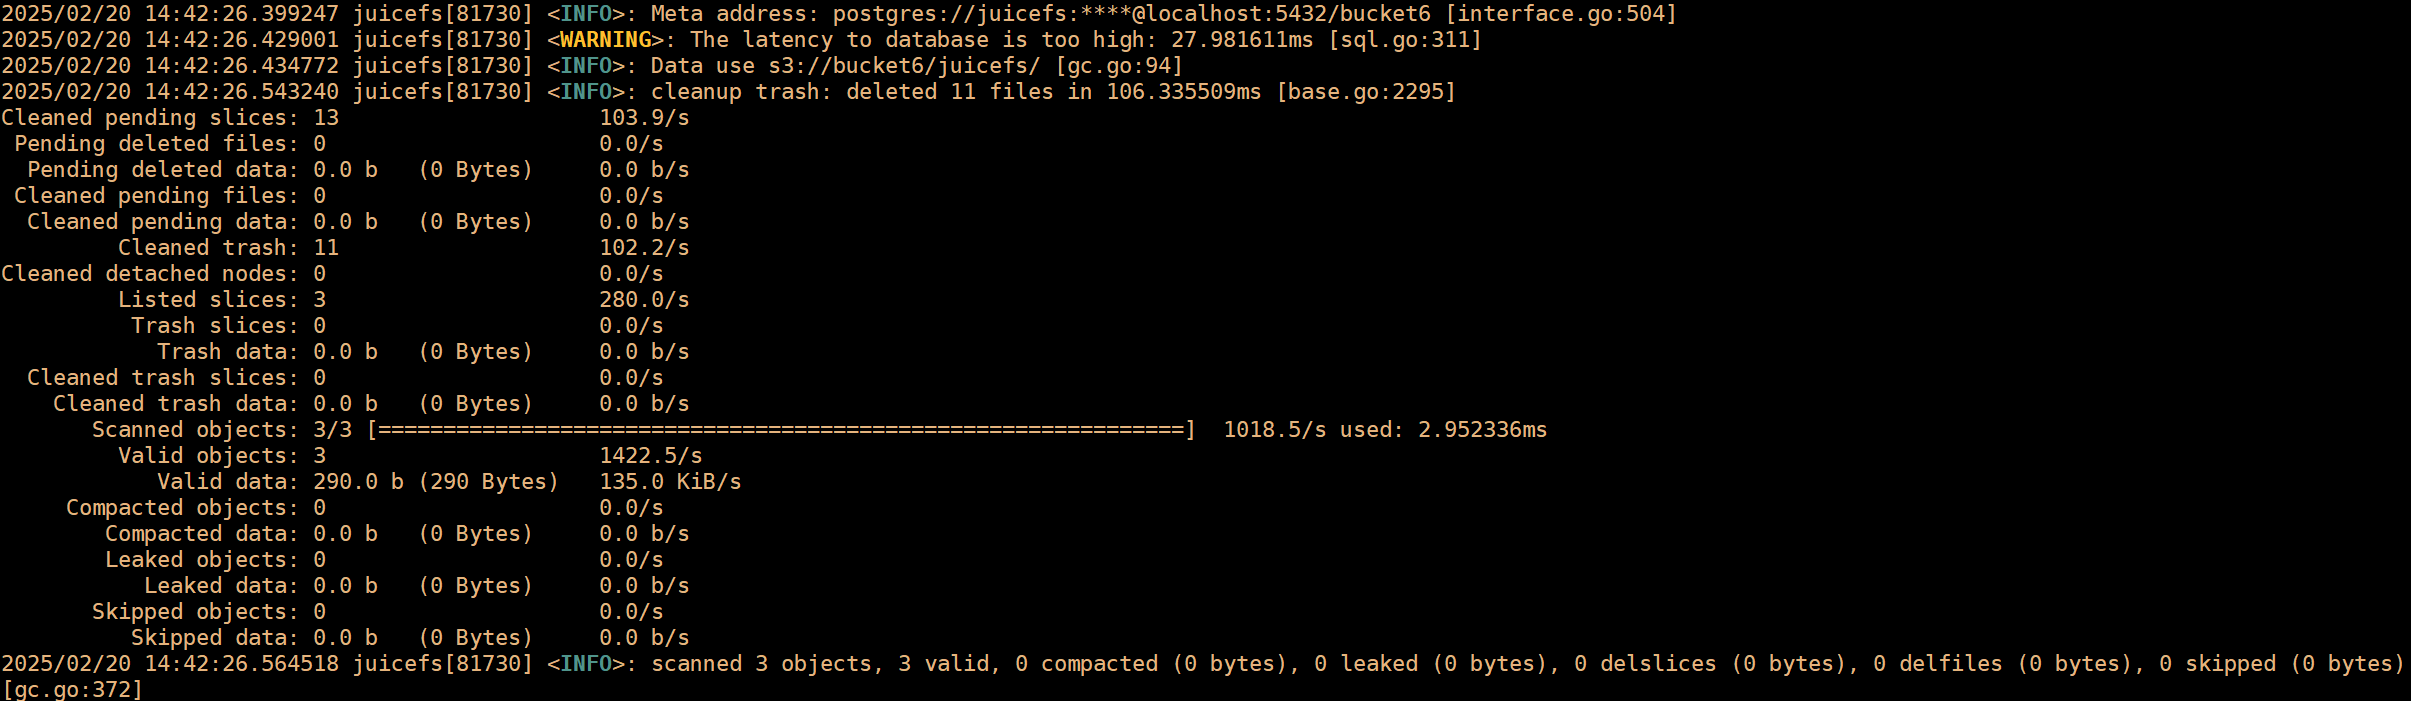 2025/02/20 14:42:26.399247 juicefs[81730] <INFO>: Meta address: postgres://juicefs:****@localhost:5432/bucket6 [interface.go:504]
2025/02/20 14:42:26.429001 juicefs[81730] <WARNING>: The latency to database is too high: 27.981611ms [sql.go:311]
2025/02/20 14:42:26.434772 juicefs[81730] <INFO>: Data use s3://bucket6/juicefs/ [gc.go:94]
2025/02/20 14:42:26.543240 juicefs[81730] <INFO>: cleanup trash: deleted 11 files in 106.335509ms [base.go:2295]
Cleaned pending slices: 13                    103.9/s
 Pending deleted files: 0                     0.0/s
  Pending deleted data: 0.0 b   (0 Bytes)     0.0 b/s
 Cleaned pending files: 0                     0.0/s
  Cleaned pending data: 0.0 b   (0 Bytes)     0.0 b/s
         Cleaned trash: 11                    102.2/s
Cleaned detached nodes: 0                     0.0/s
         Listed slices: 3                     280.0/s
          Trash slices: 0                     0.0/s
            Trash data: 0.0 b   (0 Bytes)     0.0 b/s
  Cleaned trash slices: 0                     0.0/s
    Cleaned trash data: 0.0 b   (0 Bytes)     0.0 b/s
       Scanned objects: 3/3 [==============================================================]  1018.5/s used: 2.952336ms
         Valid objects: 3                     1422.5/s
            Valid data: 290.0 b (290 Bytes)   135.0 KiB/s
     Compacted objects: 0                     0.0/s
        Compacted data: 0.0 b   (0 Bytes)     0.0 b/s
        Leaked objects: 0                     0.0/s
           Leaked data: 0.0 b   (0 Bytes)     0.0 b/s
       Skipped objects: 0                     0.0/s
          Skipped data: 0.0 b   (0 Bytes)     0.0 b/s
2025/02/20 14:42:26.564518 juicefs[81730] <INFO>: scanned 3 objects, 3 valid, 0 compacted (0 bytes), 0 leaked (0 bytes), 0 delslices (0 bytes), 0 delfiles (0 bytes), 0 skipped (0 bytes)
[gc.go:372]